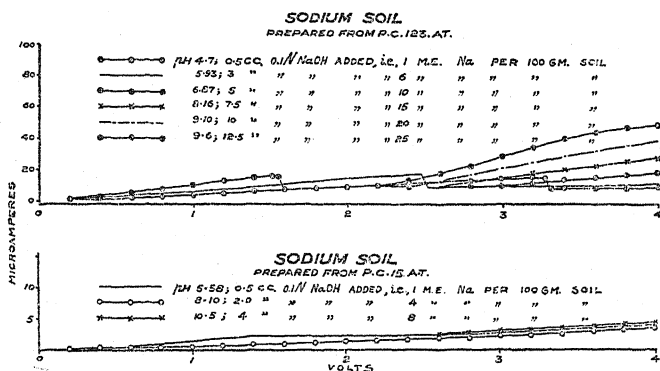 SODIUM SOIL
PREPARED FROM P.C.123.AT.
pH 4.7; 0.5 CC. 0.1N NaOH ADDED, i.e., 1 M.E. Na PER 100 GM. SOIL
5.93; 3 " " " " " 6 " " " " "
6.87; 5 " " " " " 10 " " " " "
8.16; 7.5 " " " " " 15 " " " " "
9.10; 10 " " " " " 20 " " " " "
9.6; 12.5 " " " " " 25 " " " " "
100
80
60
40
20
0
0 1 2 3 4
MICROAMPERES
SODIUM SOIL
PREPARED FROM P.C.15.AT.
pH 5.58; 0.5 CC. 0.1N NaOH ADDED, i.e., 1 M.E. Na PER 100 GM. SOIL
8.10; 2.0 " " " " " 4 " " " " "
10.5; 4 " " " " " 8 " " " " "
10
5
0 1 2 3 4
VOLTS